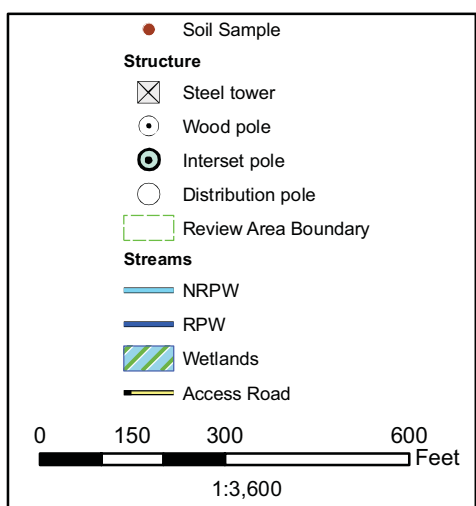 Soil Sample
Structure
Steel tower
Wood pole
Interset pole
Distribution pole
Review Area Boundary
Streams
NRPW
RPW
Wetlands
Access Road
0 150 300 600
Feet
1:3,600